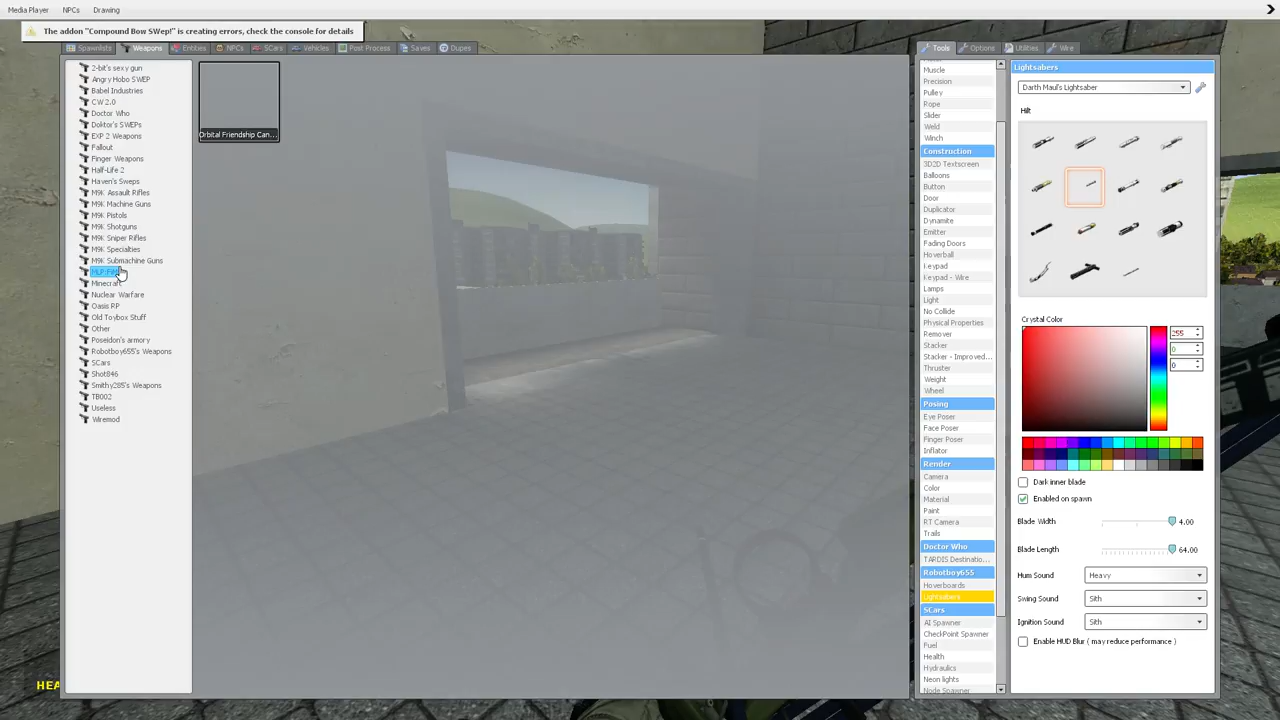 Media Player NPCs Drawing
The addon "Compound Bow SWep!" is creating errors, check the console for details
Spawnlists Weapons Entities NPCs SCars Vehicles Post Process Saves Dupes
2-bit's sexy gun
Angry Hobo SWEP
Babel Industries
CW 2.0
Doctor Who
Doktor's SWEPs
EXP 2 Weapons
Fallout
Finger Weapons
Half-Life 2
Haven's Sweps
M9K Assault Rifles
M9K Machine Guns
M9K Pistols
M9K Shotguns
M9K Sniper Rifles
M9K Specialties
M9K Submachine Guns
Minecraft
Nuclear Warfare
Oasis RP
Old Toybox Stuff
Other
Poseidon's armory
Robotboy655's Weapons
SCars
Shot846
Smithy285's Weapons
TB002
Useless
Wiremod
Orbital Friendship Can...
Tools Options Utilities Wire
Muscle
Precision
Pulley
Rope
Slider
Weld
Winch
Construction
3D2D Textscreen
Balloons
Button
Door
Duplicator
Dynamite
Emitter
Fading Doors
Hoverball
Keypad
Keypad - Wire
Lamps
Light
No Collide
Physical Properties
Remover
Stacker
Stacker - Improved...
Thruster
Weight
Wheel
Posing
Eye Poser
Face Poser
Finger Poser
Inflator
Render
Camera
Color
Material
Paint
RT Camera
Trails
Doctor Who
TARDIS Destinatio...
Robotboy655
Hoverboards
Lightsabers
SCars
AI Spawner
CheckPoint Spawner
Fuel
Health
Hydraulics
Neon lights
Node Spawner
Lightsabers
Darth Maul's Lightsaber
Hilt
Crystal Color
255
0
0
Dark inner blade
Enabled on spawn
Blade Width 4.00
Blade Length 64.00
Hum Sound Heavy
Swing Sound Sith
Ignition Sound Sith
Enable HUD Blur ( may reduce performance )
HEA